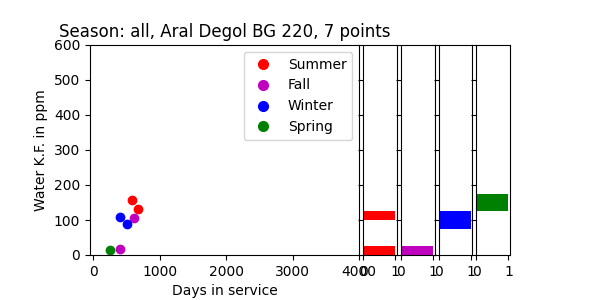 Season: all, Aral Degol BG 220, 7 points
Water K.F. in ppm
600
500
400
300
200
100
0
Summer
Fall
Winter
Spring
0 1000 2000 3000 4000 0 1 0 1 0 1 0 1
Days in service